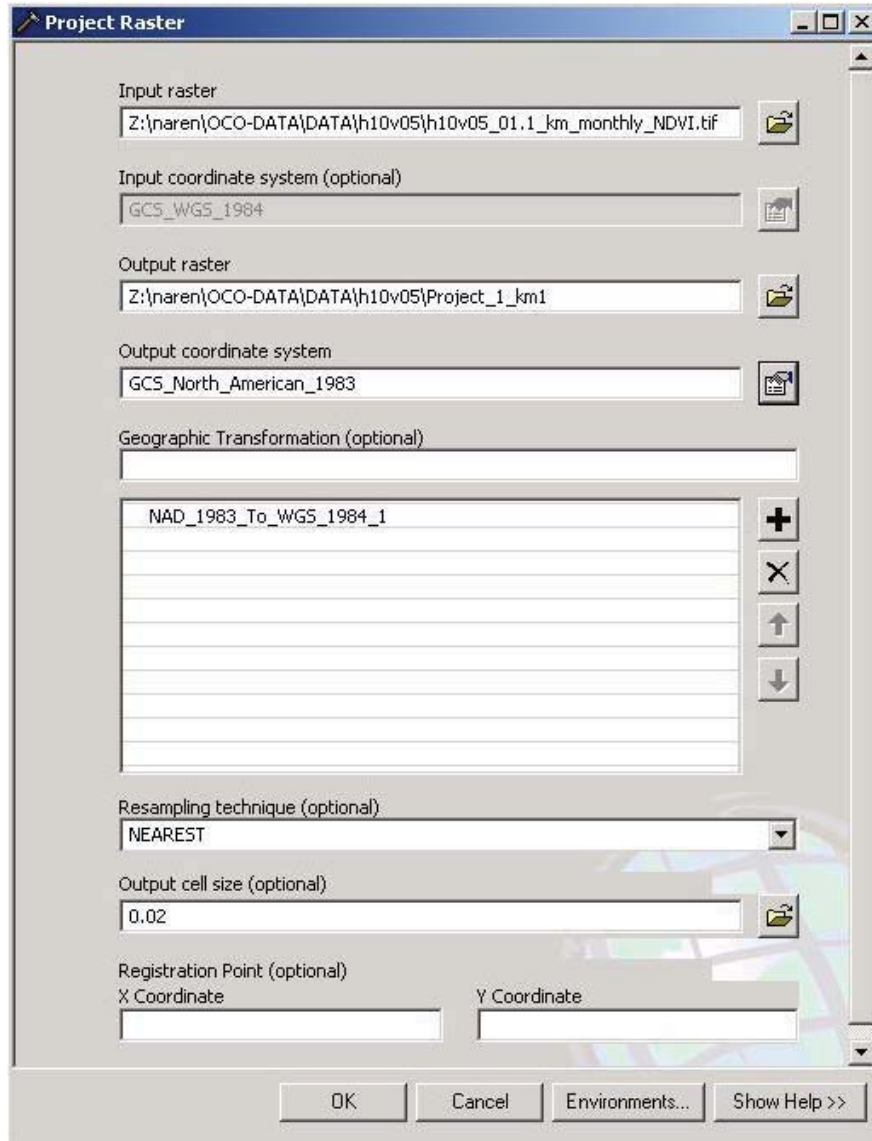 Project Raster
Input raster
Z:\naren\OCO-DATA\DATA\h10v05\h10v05_01.1_km_monthly_NDVI.tif
Input coordinate system (optional)
GCS_WGS_1984
Output raster
Z:\naren\OCO-DATA\DATA\h10v05\Project_1_km1
Output coordinate system
GCS_North_American_1983
Geographic Transformation (optional)
NAD_1983_To_WGS_1984_1
Resampling technique (optional)
NEAREST
Output cell size (optional)
0.02
Registration Point (optional)
X Coordinate Y Coordinate
OK Cancel Environments... Show Help >>